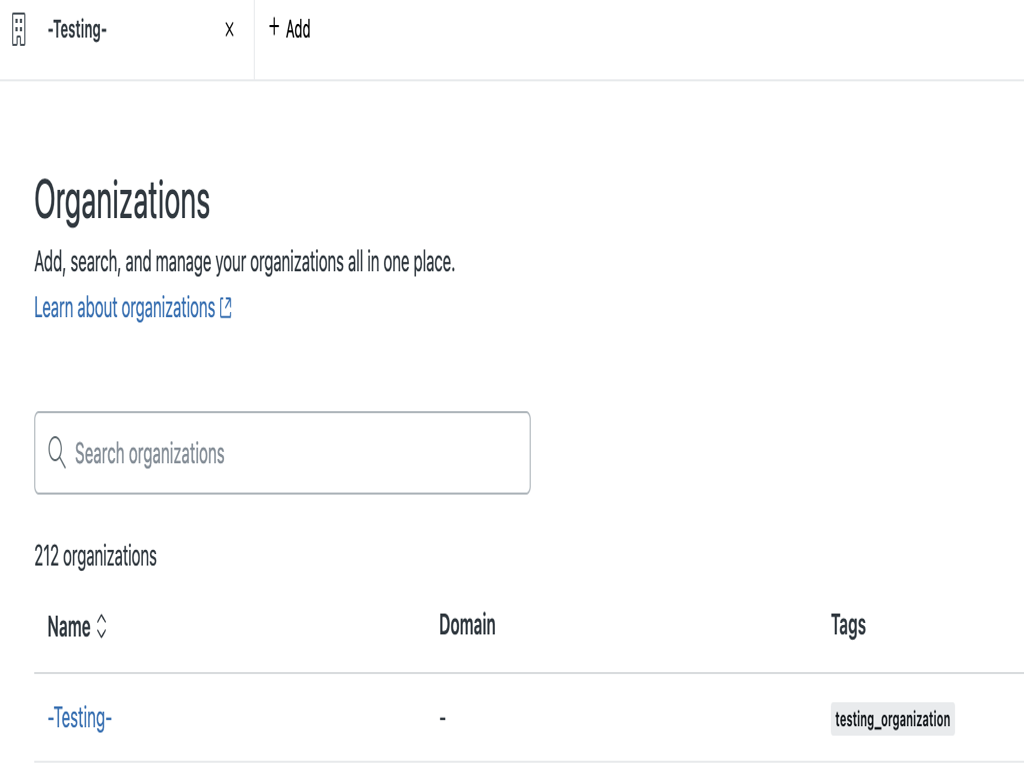 -Testing- × + Add
Organizations
Add, search, and manage your organizations all in one place.
Learn about organizations
Search organizations
212 organizations
Name Domain Tags
-Testing- - testing_organization